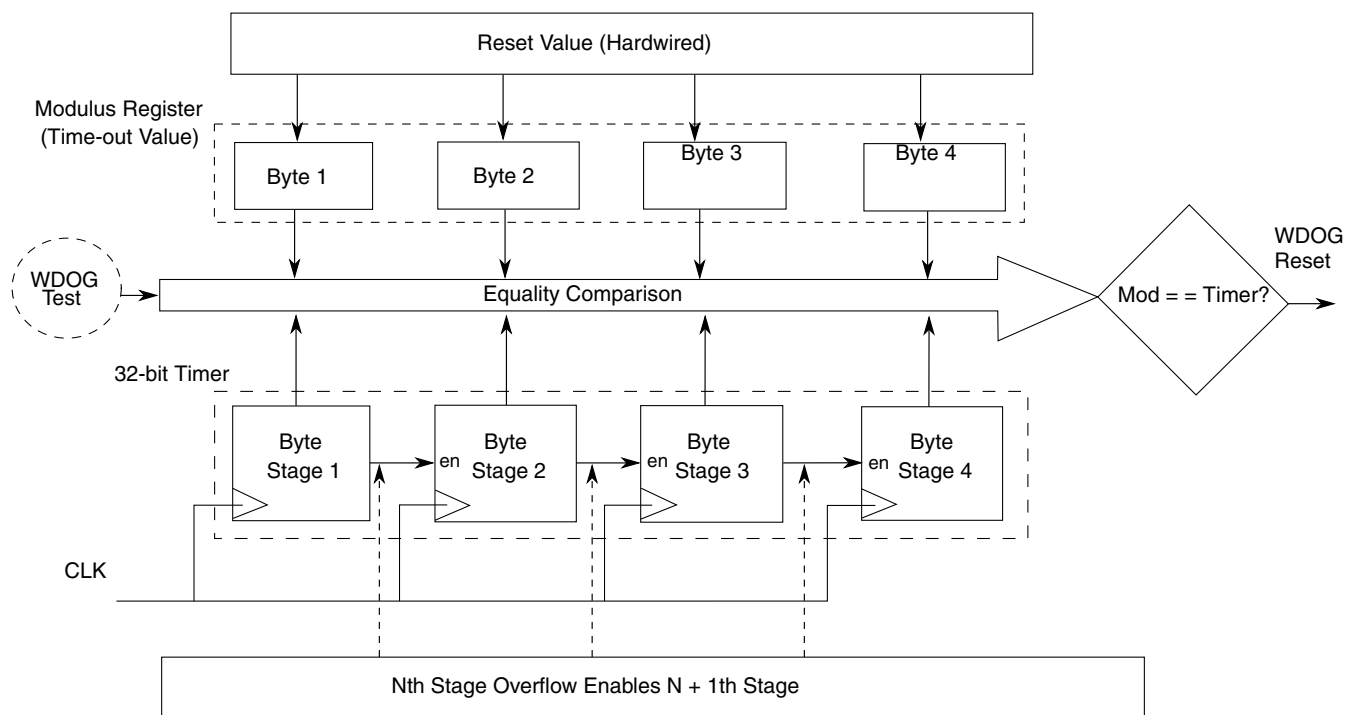 Reset Value (Hardwired)
Modulus Register
(Time-out Value)
Byte 1
Byte 2
Byte 3
Byte 4
WDOG
Test
Equality Comparison
Mod = = Timer?
WDOG
Reset
32-bit Timer
Byte
Stage 1
en
Byte
Stage 2
en
Byte
Stage 3
en
Byte
Stage 4
CLK
Nth Stage Overflow Enables N + 1th Stage